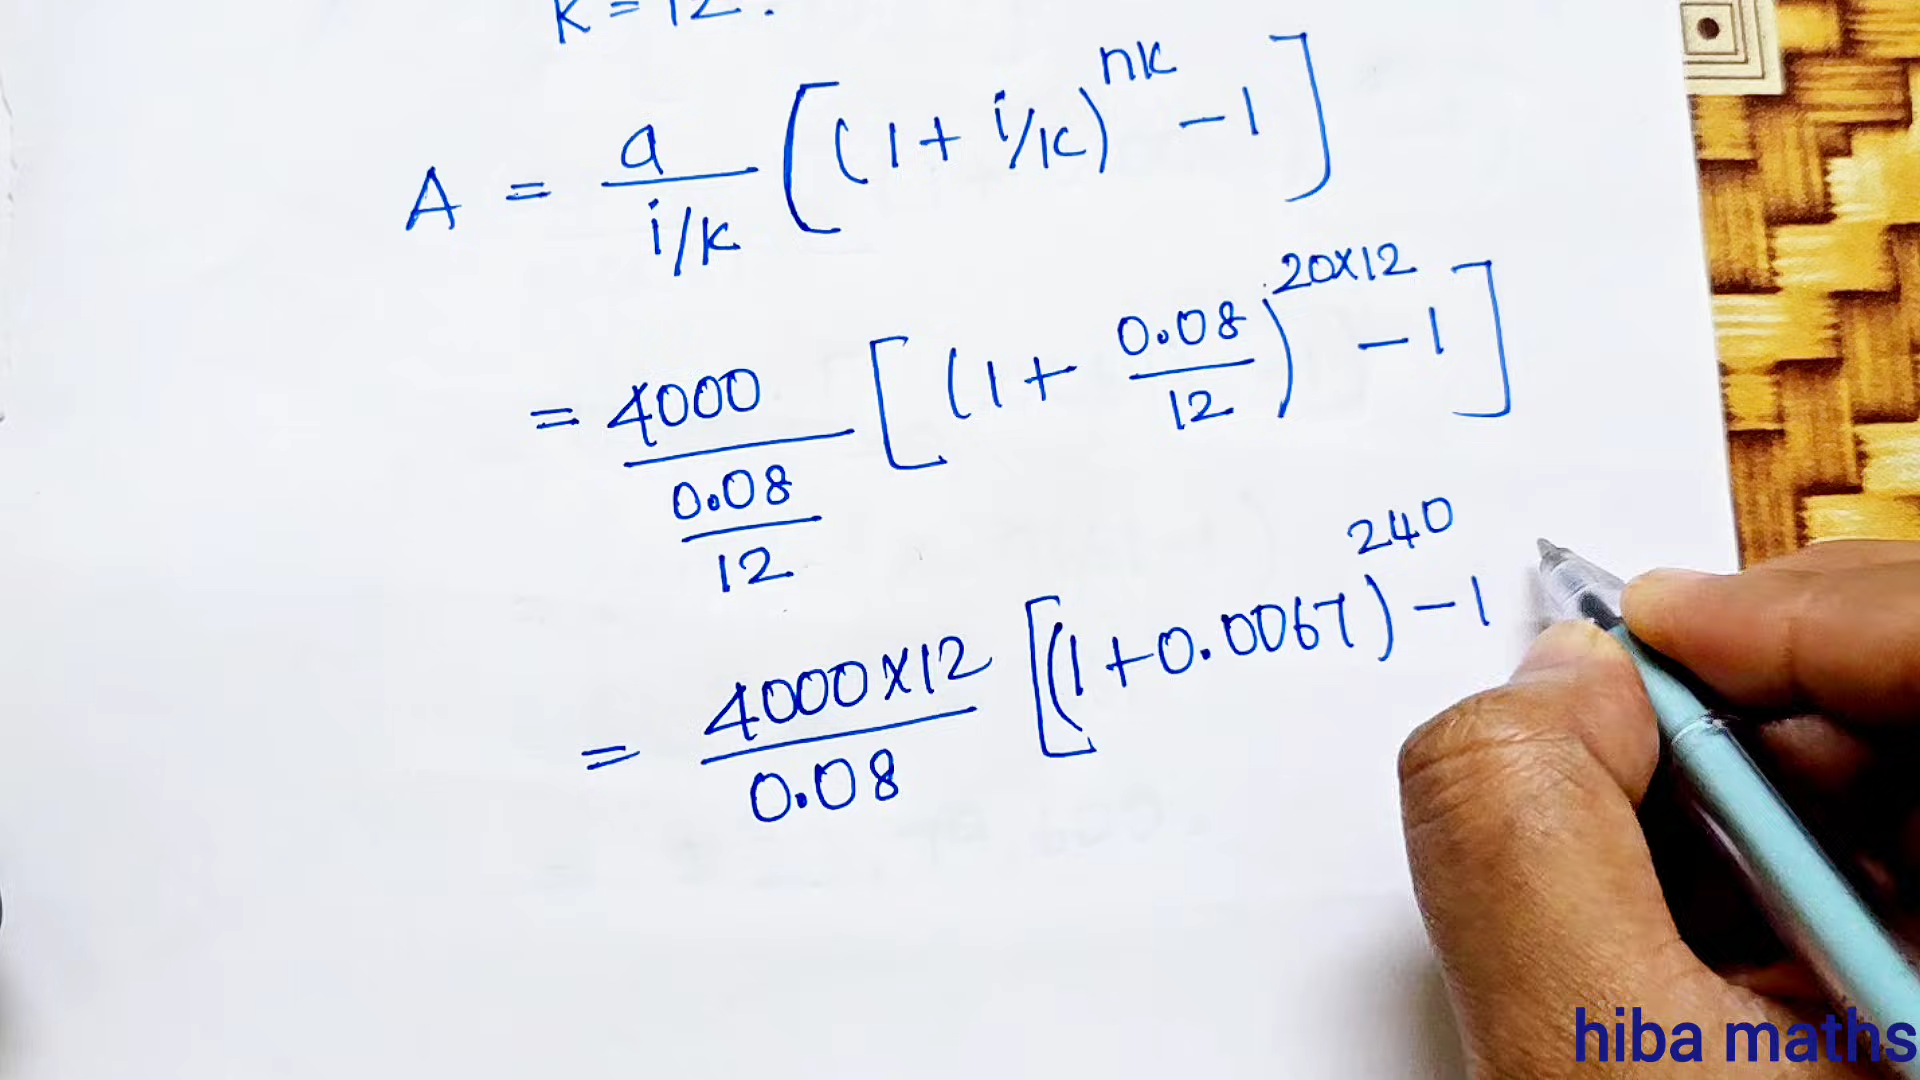 K = 12.
A = a / i/k [(1 + i/k)^nk - 1]
= 4000 / 0.08/12 [(1 + 0.08/12)^20x12 - 1]
= 4000x12 / 0.08 [(1+0.0067)^240 - 1
hiba maths